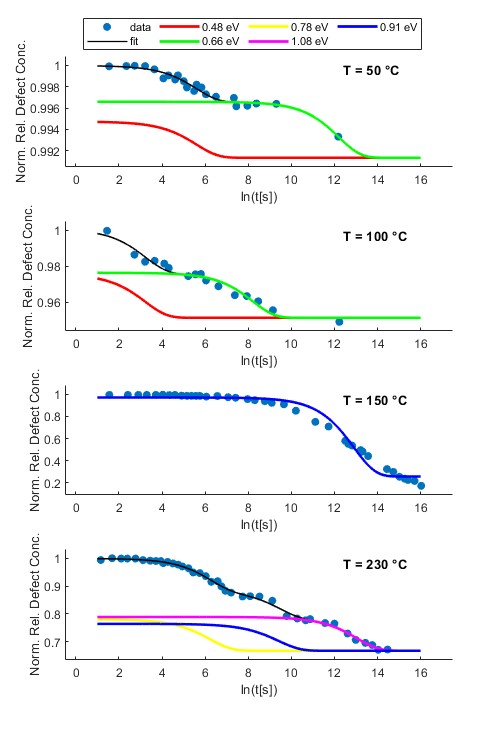 data 0.48 eV 0.78 eV 0.91 eV
fit 0.66 eV 1.08 eV
T = 50 °C
Norm. Rel. Defect Conc.
1
0.998
0.996
0.994
0.992
0 2 4 6 8 10 12 14 16
ln(t[s])
T = 100 °C
Norm. Rel. Defect Conc.
1
0.98
0.96
0 2 4 6 8 10 12 14 16
ln(t[s])
T = 150 °C
Norm. Rel. Defect Conc.
1
0.8
0.6
0.4
0.2
0 2 4 6 8 10 12 14 16
ln(t[s])
T = 230 °C
Norm. Rel. Defect Conc.
1
0.9
0.8
0.7
0 2 4 6 8 10 12 14 16
ln(t[s])